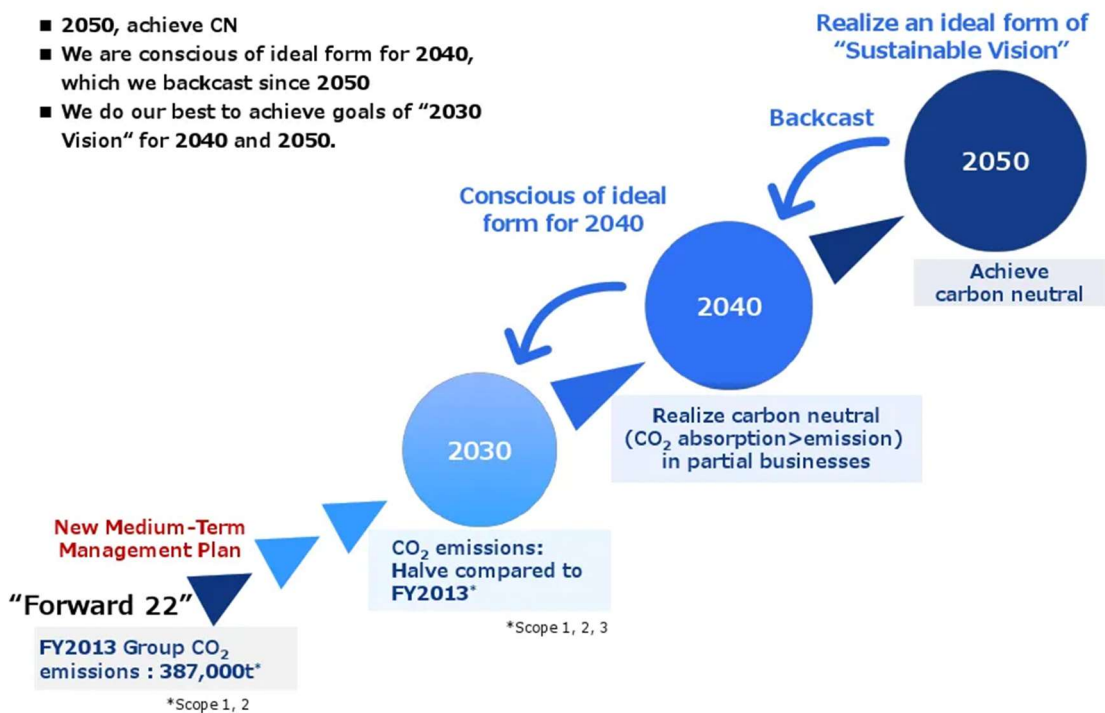 ■ 2050, achieve CN
■ We are conscious of ideal form for 2040,
which we backcast since 2050
■ We do our best to achieve goals of “2030
Vision“ for 2040 and 2050.
Realize an ideal form of
“Sustainable Vision”
Backcast
2050
Achieve
carbon neutral
Conscious of ideal
form for 2040
2040
Realize carbon neutral
(CO₂ absorption>emission)
in partial businesses
2030
CO₂ emissions:
Halve compared to
FY2013*
*Scope 1, 2, 3
New Medium-Term
Management Plan
“Forward 22”
FY2013 Group CO₂
emissions : 387,000t*
*Scope 1, 2